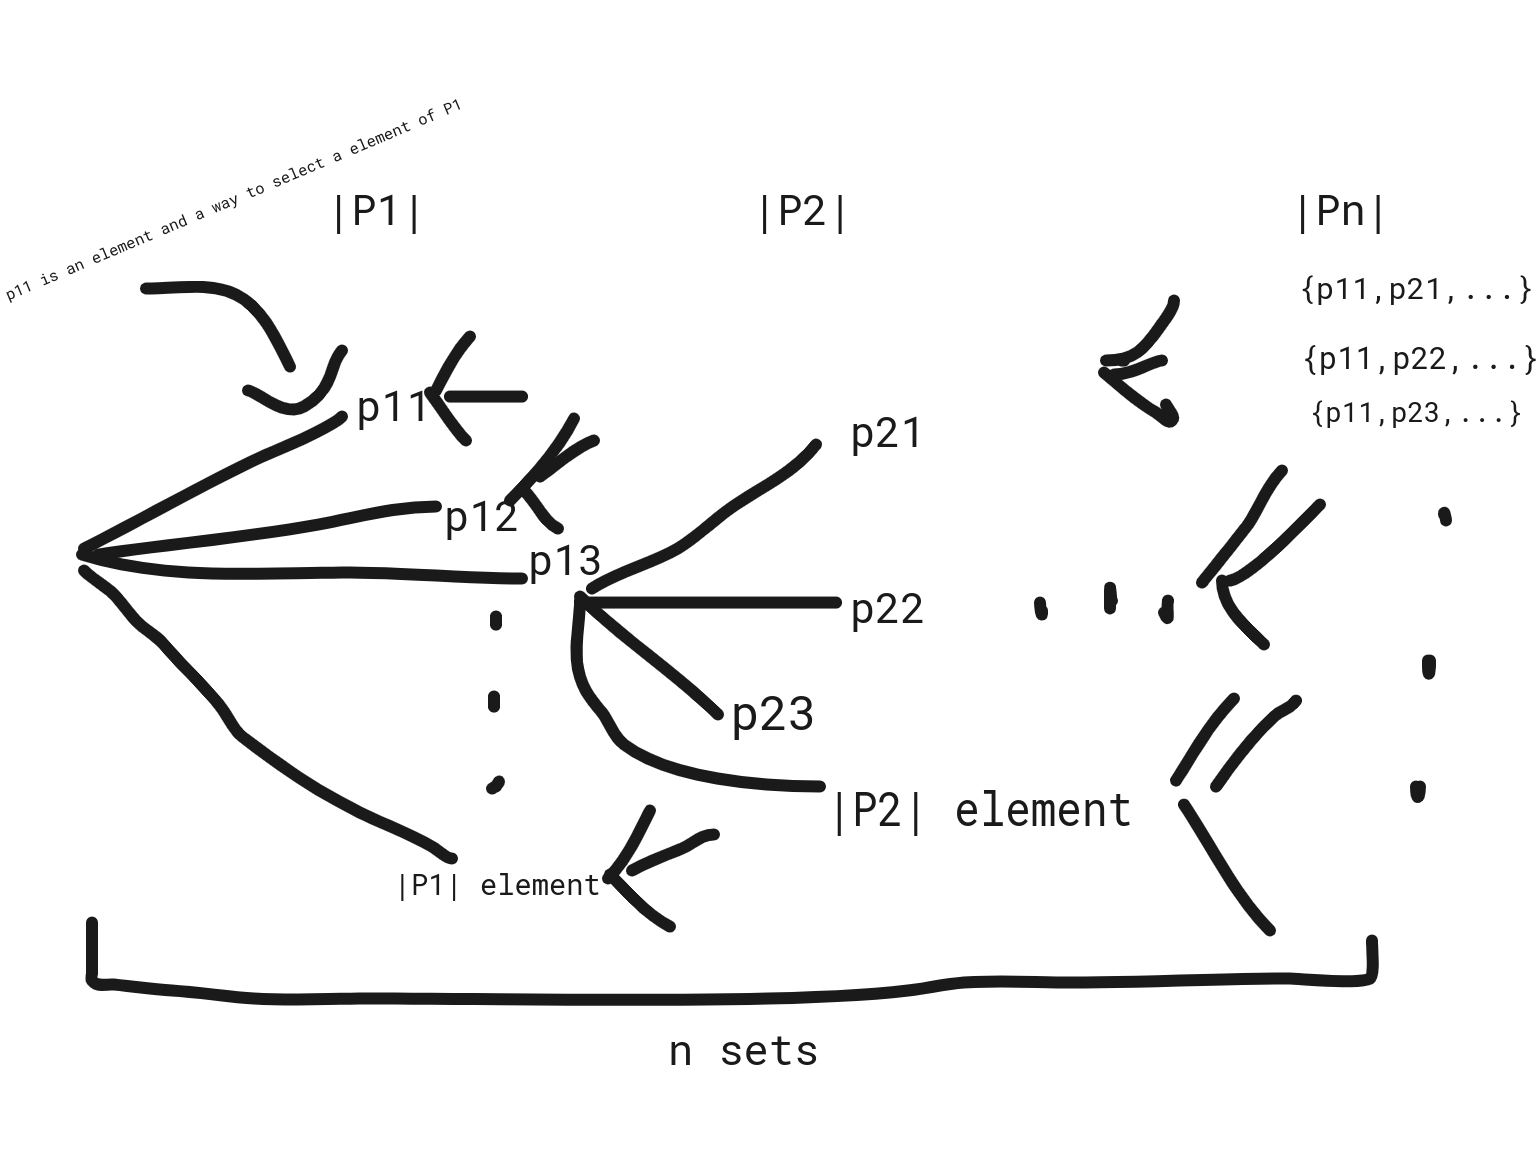 p11 is an element and a way to select a element of P1
|P1|
|P2|
|Pn|
{p11,p21,...}
{p11,p22,...}
{p11,p23,...}
p11
p12
p13
p21
p22
p23
|P2| element
|P1| element
n sets